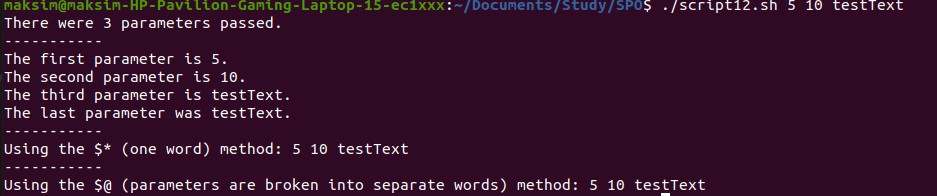 maksim@maksim-HP-Pavilion-Gaming-Laptop-15-ec1xxx:~/Documents/Study/SPO$ ./script12.sh 5 10 testText
There were 3 parameters passed.
-----------
The first parameter is 5.
The second parameter is 10.
The third parameter is testText.
The last parameter was testText.
-----------
Using the $* (one word) method: 5 10 testText
-----------
Using the $@ (parameters are broken into separate words) method: 5 10 testText